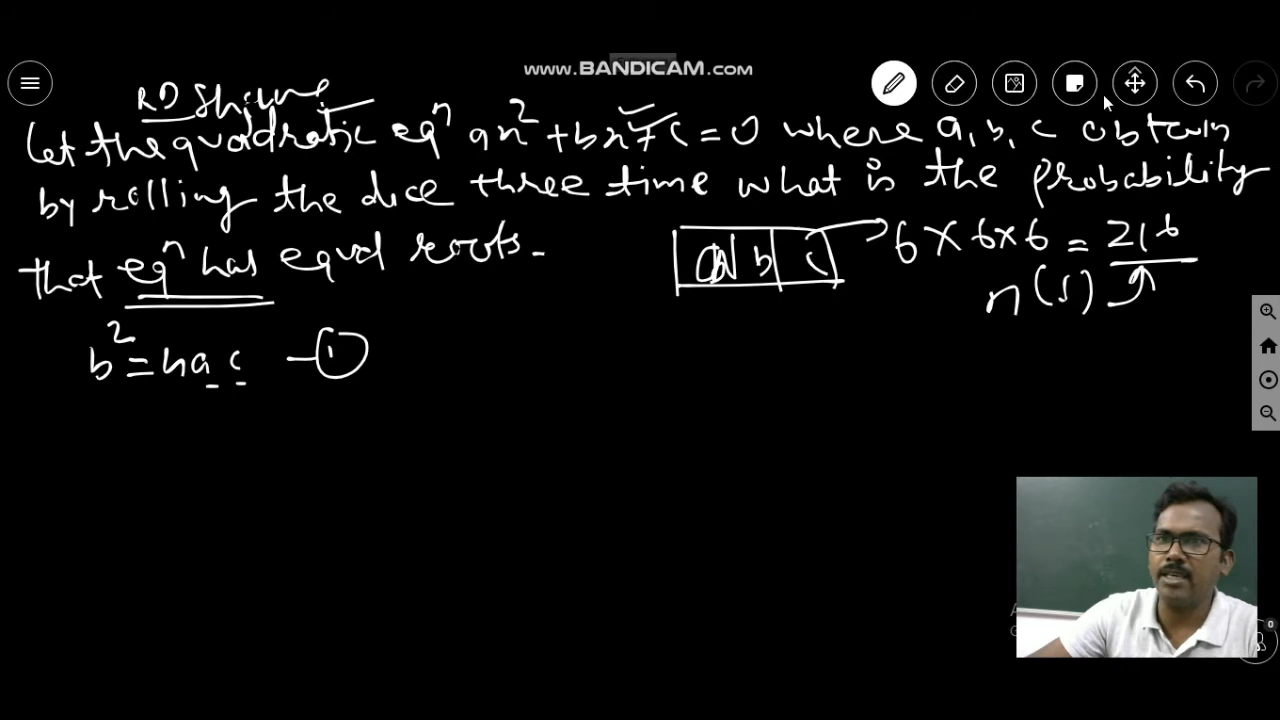 www.BANDICAM.com
RD Sharma
Let the quadratic eqⁿ ax² + bx + c = 0 where a, b, c obtain
by rolling the dice three time what is the probability
that eqⁿ has equal roots.
a b c → 6 × 6 × 6 = 216
n(s)
b² = 4ac — ①